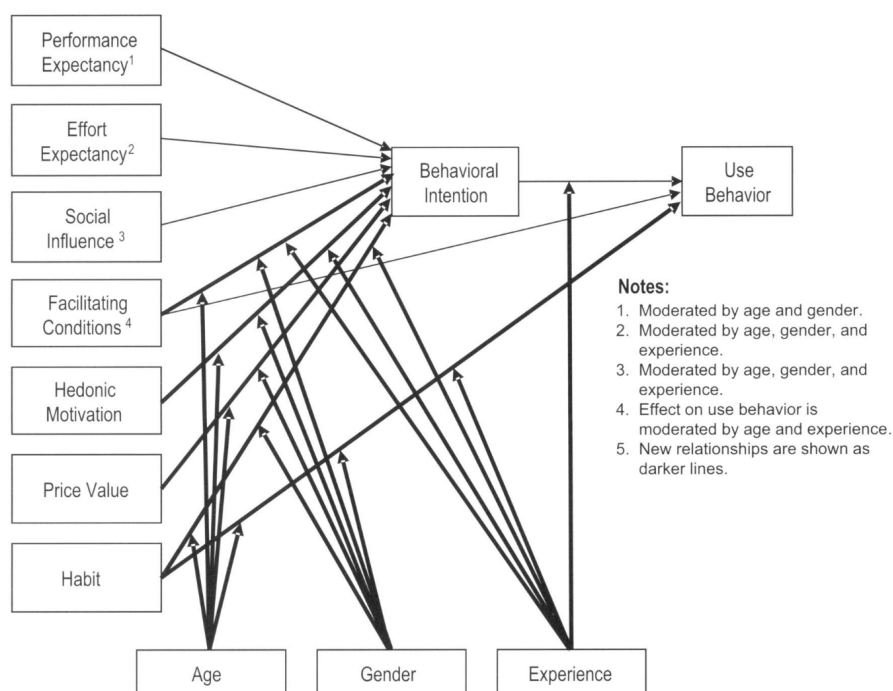 Performance
Expectancy1
Effort
Expectancy2
Social
Influence 3
Facilitating
Conditions 4
Hedonic
Motivation
Price Value
Habit
Behavioral
Intention
Use
Behavior
Notes:
1. Moderated by age and gender.
2. Moderated by age, gender, and
experience.
3. Moderated by age, gender, and
experience.
4. Effect on use behavior is
moderated by age and experience.
5. New relationships are shown as
darker lines.
Age
Gender
Experience